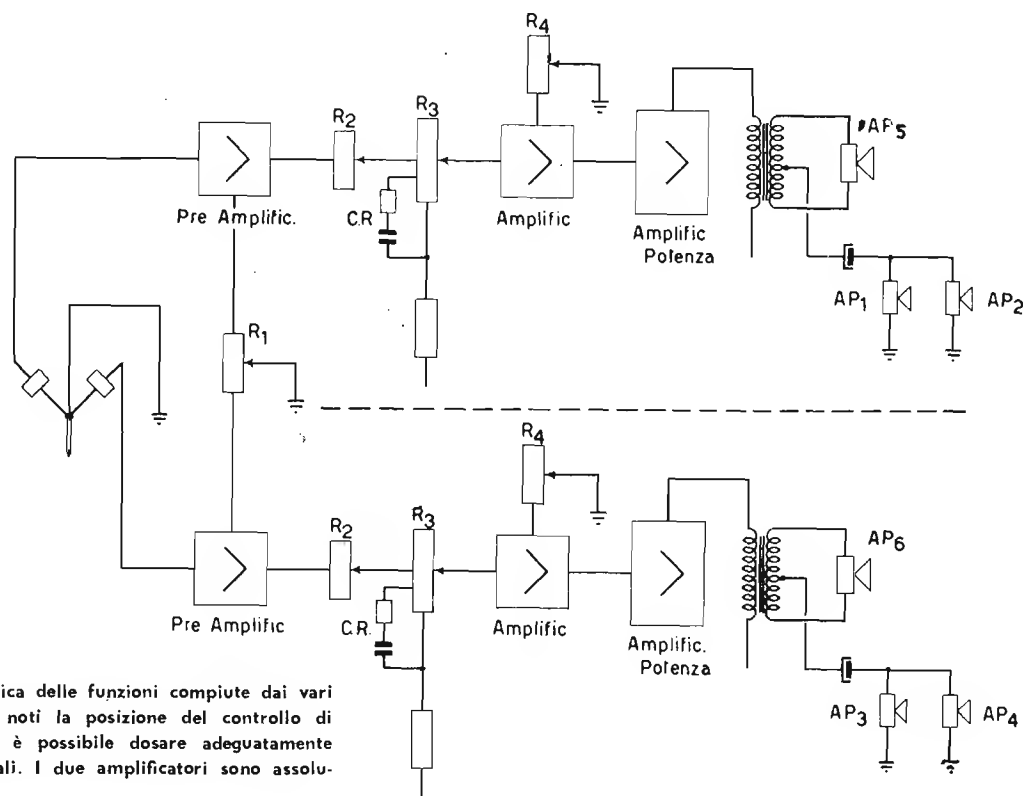 R4
R3
R2
AP5
C.R.
Pre Amplific.
Amplific
Amplific
Potenza
AP1
AP2
R1
R4
R3
R2
AP6
C.R.
Pre Amplific
Amplific
Amplific.
Potenza
AP3
AP4
ica delle funzioni compiute dai vari
noti la posizione del controllo di
è possibile dosare adeguatamente
ali. I due amplificatori sono assolu-